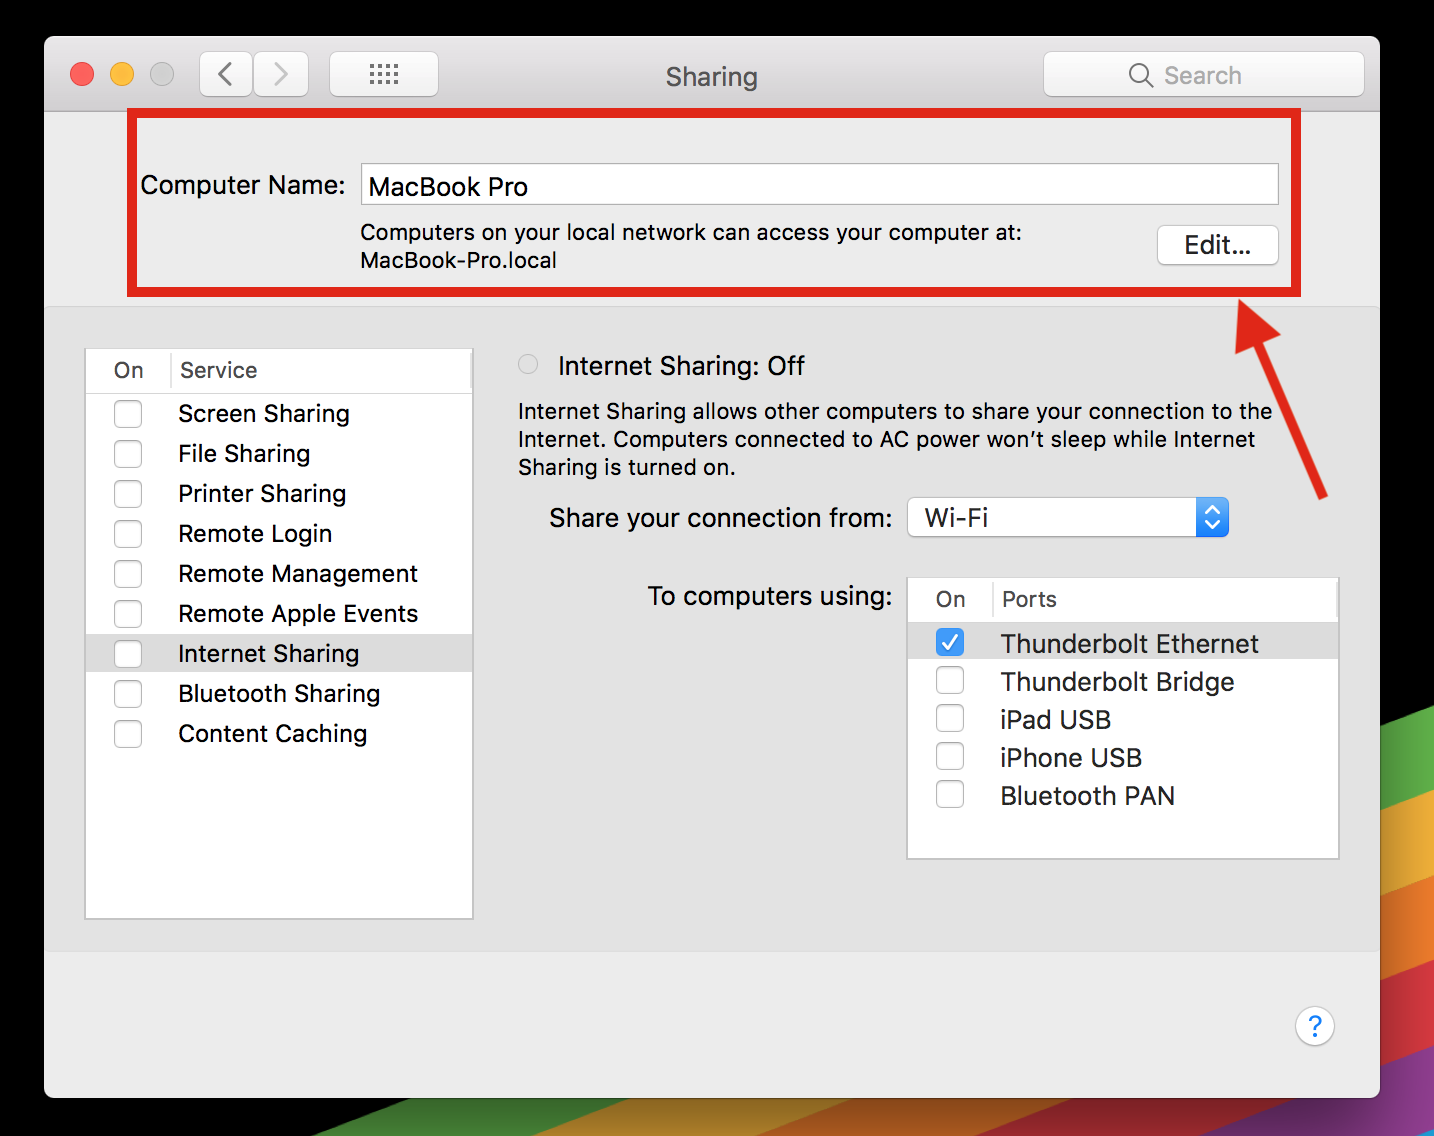 Sharing
Search
Computer Name:
MacBook Pro
Computers on your local network can access your computer at:
MacBook-Pro.local
Edit...
On Service
Screen Sharing
File Sharing
Printer Sharing
Remote Login
Remote Management
Remote Apple Events
Internet Sharing
Bluetooth Sharing
Content Caching
Internet Sharing: Off
Internet Sharing allows other computers to share your connection to the
Internet. Computers connected to AC power won’t sleep while Internet
Sharing is turned on.
Share your connection from: Wi-Fi
To computers using:
On Ports
Thunderbolt Ethernet
Thunderbolt Bridge
iPad USB
iPhone USB
Bluetooth PAN
?